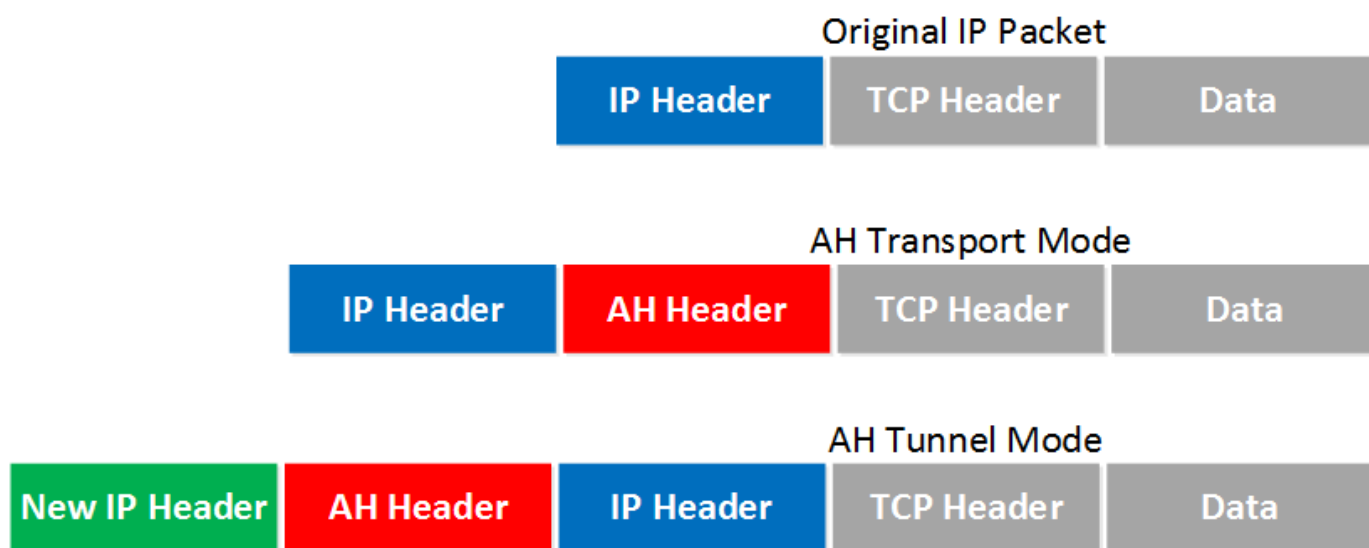 Original IP Packet
IP Header TCP Header Data
AH Transport Mode
IP Header AH Header TCP Header Data
AH Tunnel Mode
New IP Header AH Header IP Header TCP Header Data